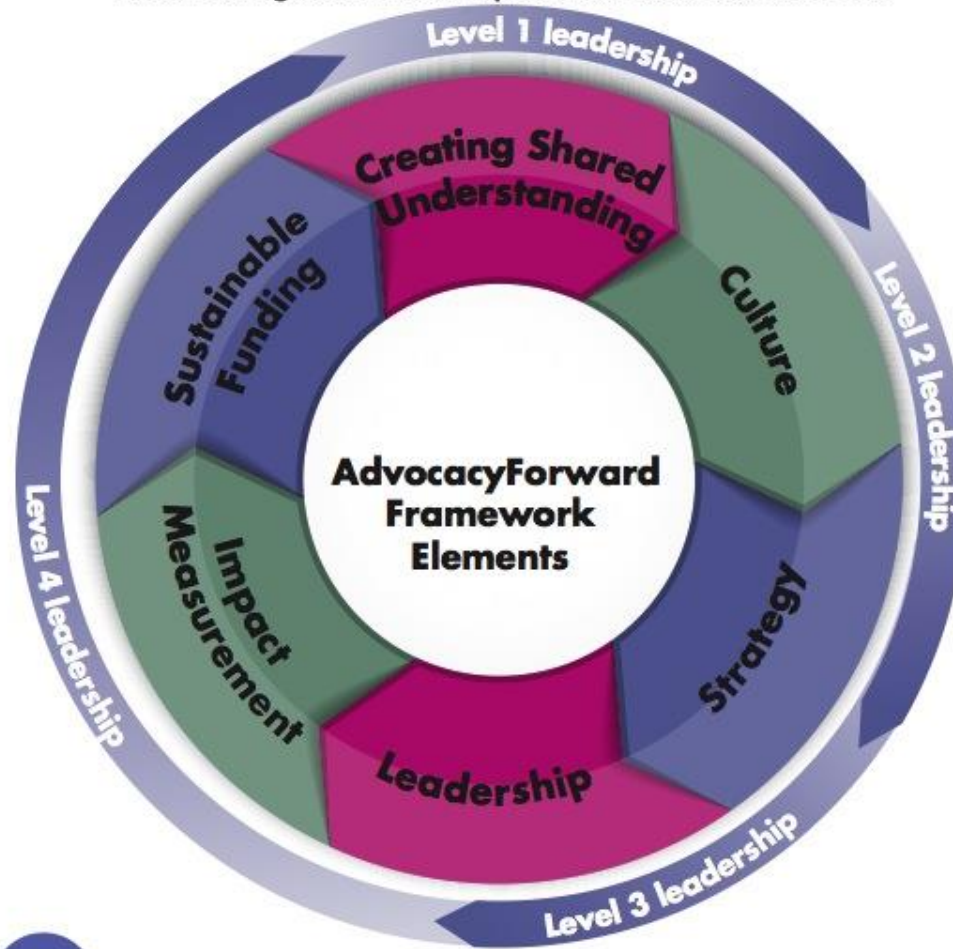 Level 1 leadership
Level 2 leadership
Level 3 leadership
Level 4 leadership
Creating Shared
Understanding
Culture
Strategy
Leadership
Impact
Measurement
Sustainable
Funding
AdvocacyForward
Framework
Elements